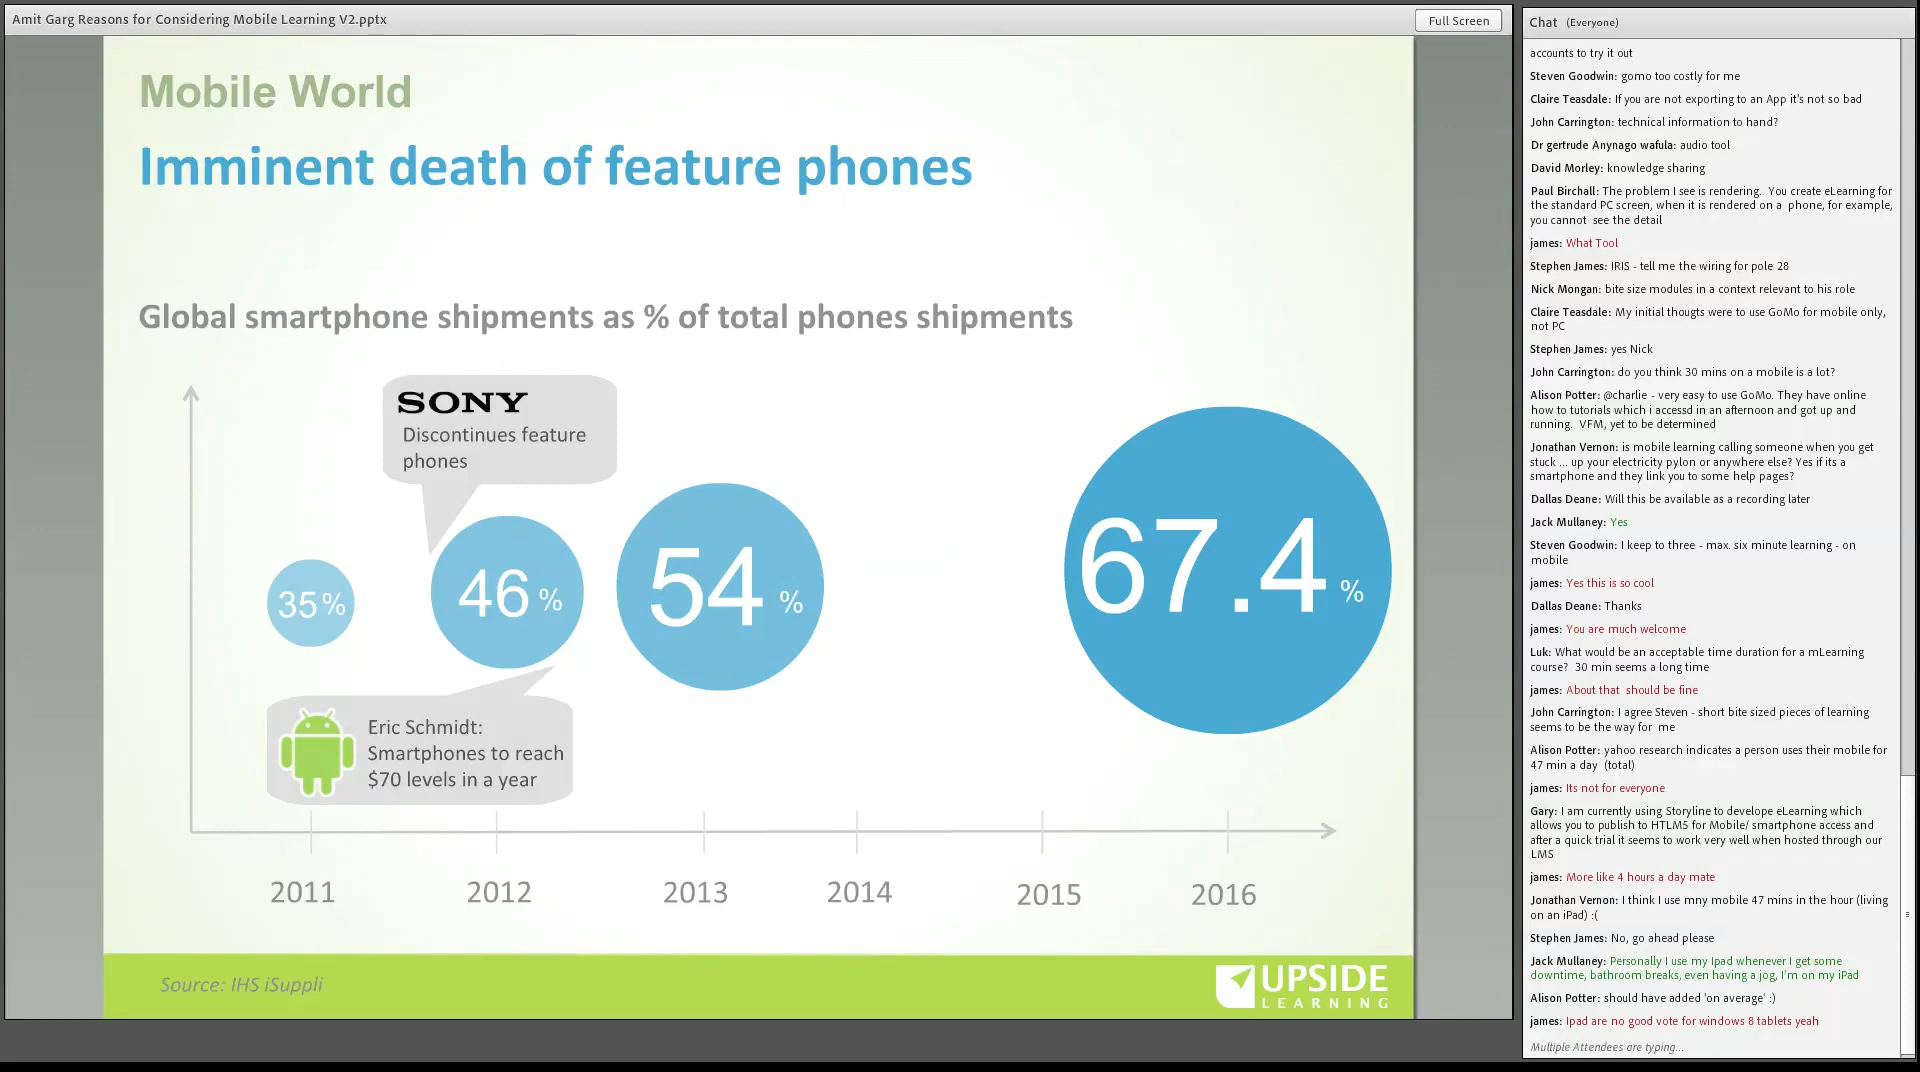 Amit Garg Reasons for Considering Mobile Learning V2.pptx
Full Screen
Mobile World
Imminent death of feature phones
Global smartphone shipments as % of total phones shipments
SONY
Discontinues feature
phones
35%
46 %
54 %
67.4 %
Eric Schmidt:
Smartphones to reach
$70 levels in a year
2011 2012 2013 2014 2015 2016
Source: IHS iSuppli
UPSIDE
LEARNING
Chat (Everyone)
accounts to try it out
Steven Goodwin: gomo too costly for me
Claire Teasdale: If you are not exporting to an App it's not so bad
John Carrington: technical information to hand?
Dr gertrude Anynago wafula: audio tool
David Morley: knowledge sharing
Paul Birchall: The problem I see is rendering. You create eLearning for
the standard PC screen, when it is rendered on a phone, for example,
you cannot see the detail
james: What Tool
Stephen James: IRIS - tell me the wiring for pole 28
Nick Mongan: bite size modules in a context relevant to his role
Claire Teasdale: My initial thougts were to use GoMo for mobile only,
not PC
Stephen James: yes Nick
John Carrington: do you think 30 mins on a mobile is a lot?
Alison Potter: @charlie - very easy to use GoMo. They have online
how to tutorials which i accessd in an afternoon and got up and
running. VFM, yet to be determined
Jonathan Vernon: is mobile learning calling someone when you get
stuck ... up your electricity pylon or anywhere else? Yes if its a
smartphone and they link you to some help pages?
Dallas Deane: Will this be available as a recording later
Jack Mullaney: Yes
Steven Goodwin: I keep to three - max. six minute learning - on
mobile
james: Yes this is so cool
Dallas Deane: Thanks
james: You are much welcome
Luk: What would be an acceptable time duration for a mLearning
course? 30 min seems a long time
james: About that should be fine
John Carrington: I agree Steven - short bite sized pieces of learning
seems to be the way for me
Alison Potter: yahoo research indicates a person uses their mobile for
47 min a day (total)
james: Its not for everyone
Gary: I am currently using Storyline to develope eLearning which
allows you to publish to HTLM5 for Mobile/ smartphone access and
after a quick trial it seems to work very well when hosted through our
LMS
james: More like 4 hours a day mate
Jonathan Vernon: I think I use mny mobile 47 mins in the hour (living
on an iPad) :(
Stephen James: No, go ahead please
Jack Mullaney: Personally I use my Ipad whenever I get some
downtime, bathroom breaks, even having a jog, I'm on my iPad
Alison Potter: should have added 'on average' :)
james: Ipad are no good vote for windows 8 tablets yeah
Multiple Attendees are typing...